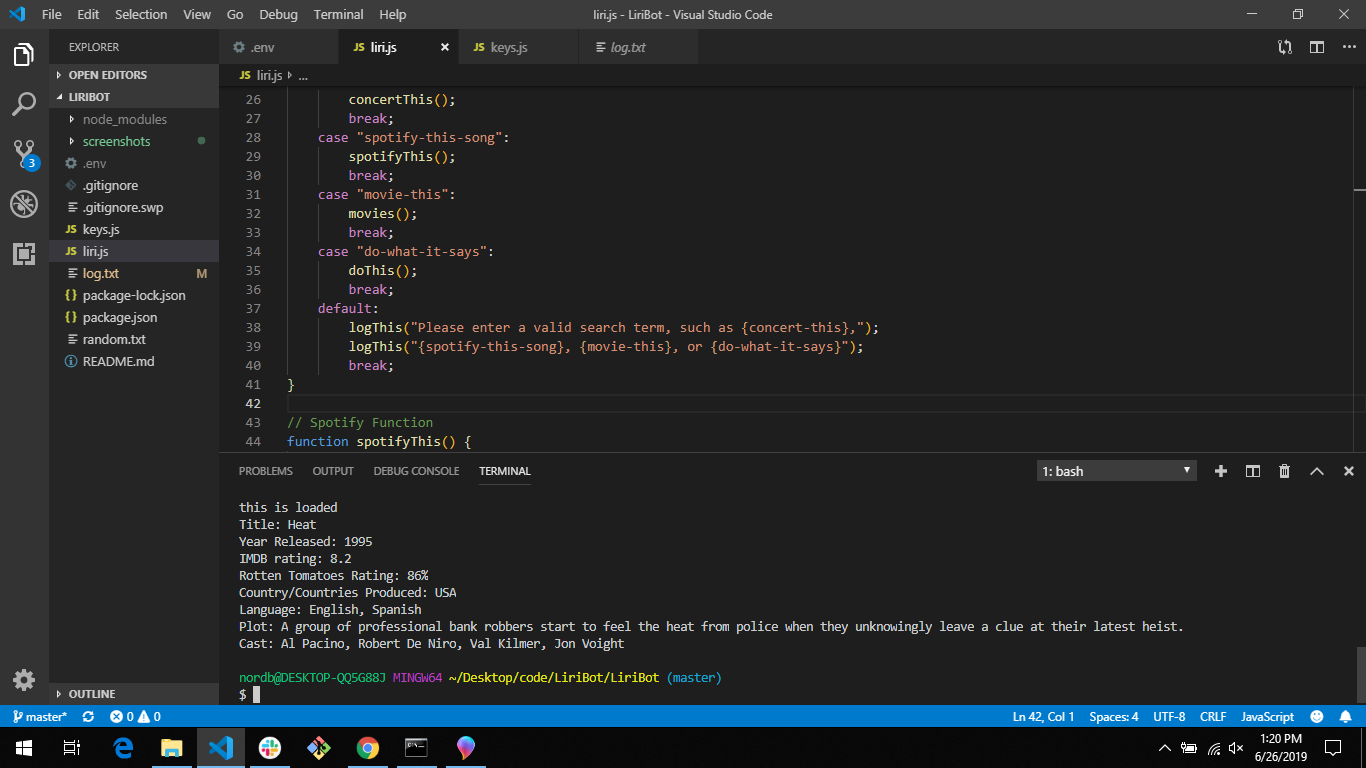 File Edit Selection View Go Debug Terminal Help liri.js - LiriBot - Visual Studio Code
EXPLORER
OPEN EDITORS
LIRIBOT
node_modules
screenshots
.env
.gitignore
.gitignore.swp
JS keys.js
JS liri.js
log.txt M
{} package-lock.json
{} package.json
random.txt
README.md
OUTLINE
3
.env JS liri.js JS keys.js log.txt
JS liri.js ...
26 concertThis();
27 break;
28 case "spotify-this-song":
29 spotifyThis();
30 break;
31 case "movie-this":
32 movies();
33 break;
34 case "do-what-it-says":
35 doThis();
36 break;
37 default:
38 logThis("Please enter a valid search term, such as {concert-this},");
39 logThis("{spotify-this-song}, {movie-this}, or {do-what-it-says}");
40 break;
41 }
42
43 // Spotify Function
44 function spotifyThis() {
PROBLEMS OUTPUT DEBUG CONSOLE TERMINAL 1: bash
this is loaded
Title: Heat
Year Released: 1995
IMDB rating: 8.2
Rotten Tomatoes Rating: 86%
Country/Countries Produced: USA
Language: English, Spanish
Plot: A group of professional bank robbers start to feel the heat from police when they unknowingly leave a clue at their latest heist.
Cast: Al Pacino, Robert De Niro, Val Kilmer, Jon Voight
nordb@DESKTOP-QQ5G88J MINGW64 ~/Desktop/code/LiriBot/LiriBot (master)
$
master* 0 0 Ln 42, Col 1 Spaces: 4 UTF-8 CRLF JavaScript
1:20 PM
6/26/2019